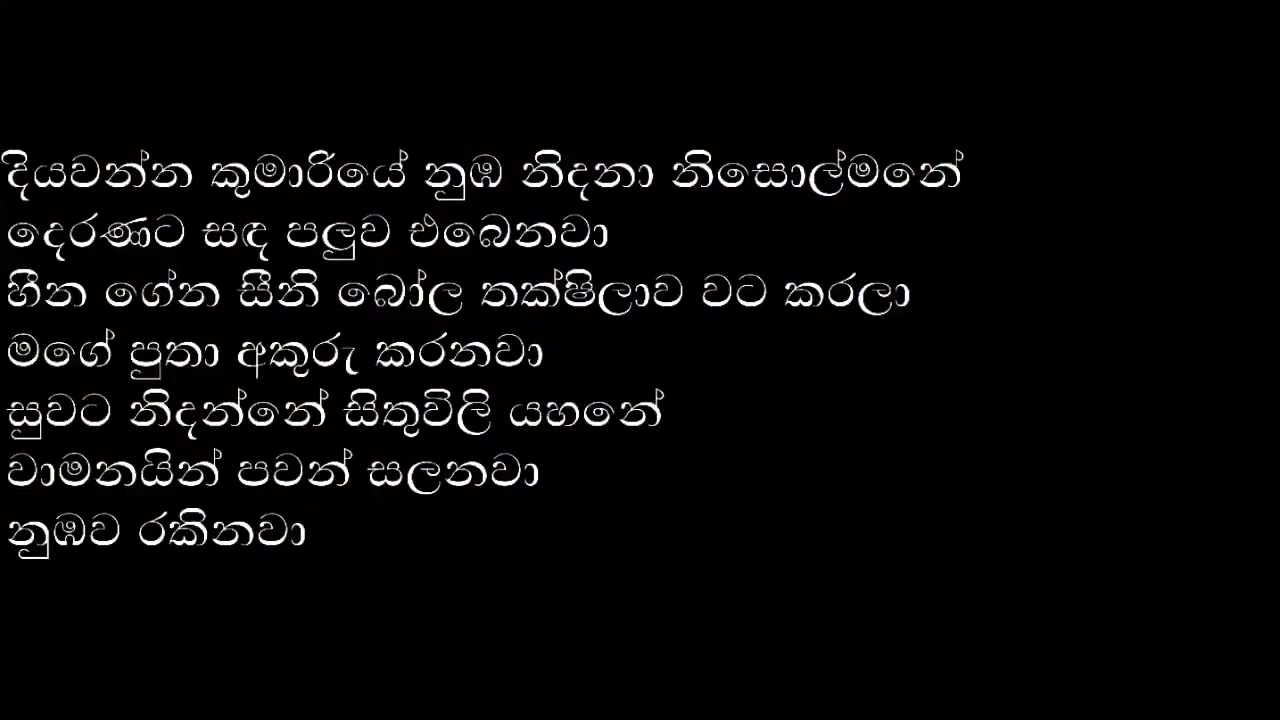 දියවන්න කුමාරියේ නුඹ නිදනා නිසොල්මනේ
දෙරණට සඳ පලුව එබෙනවා
හීන ගේන සීනි බෝල තක්ෂිලාව වට කරලා
මගේ පුතා අකුරු කරනවා
සුවට නිදන්නේ සිතුවිලි යහනේ
වාමනයින් පවන් සලනවා
නුඹව රකිනවා